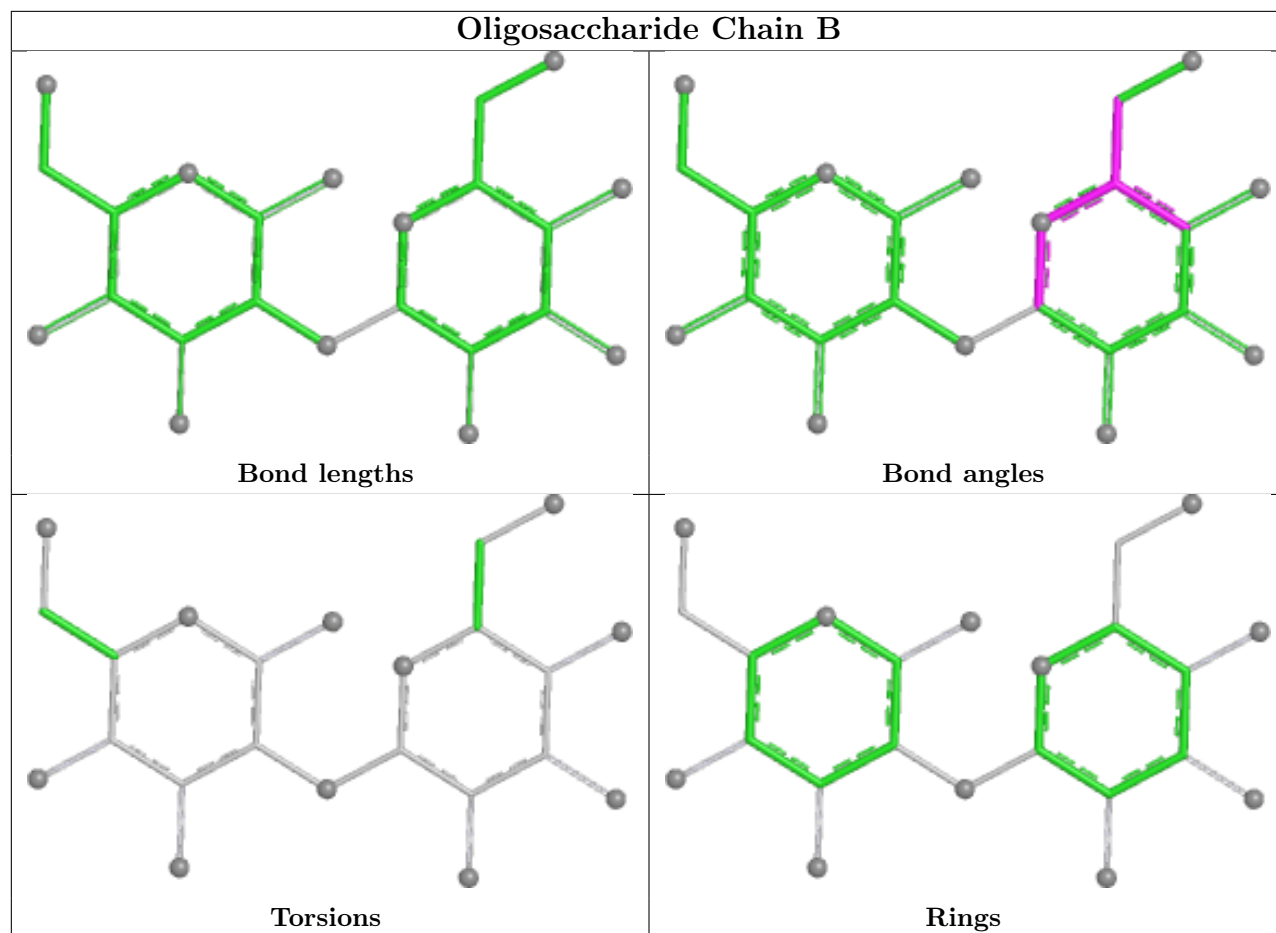 Oligosaccharide Chain B
Bond lengths
Bond angles
Torsions
Rings